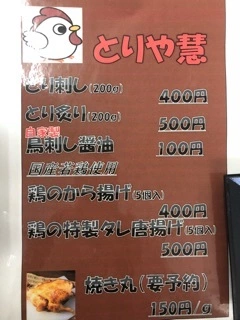 とりや慧
とり刺し(200g) 400円
とり炙り(200g) 500円
自家製
鳥刺し醤油 100円
国産若鶏使用
鶏のから揚げ(5個入)
400円
鶏の特製タレ唐揚げ(5個入)
500円
焼き丸(要予約)
150円/g